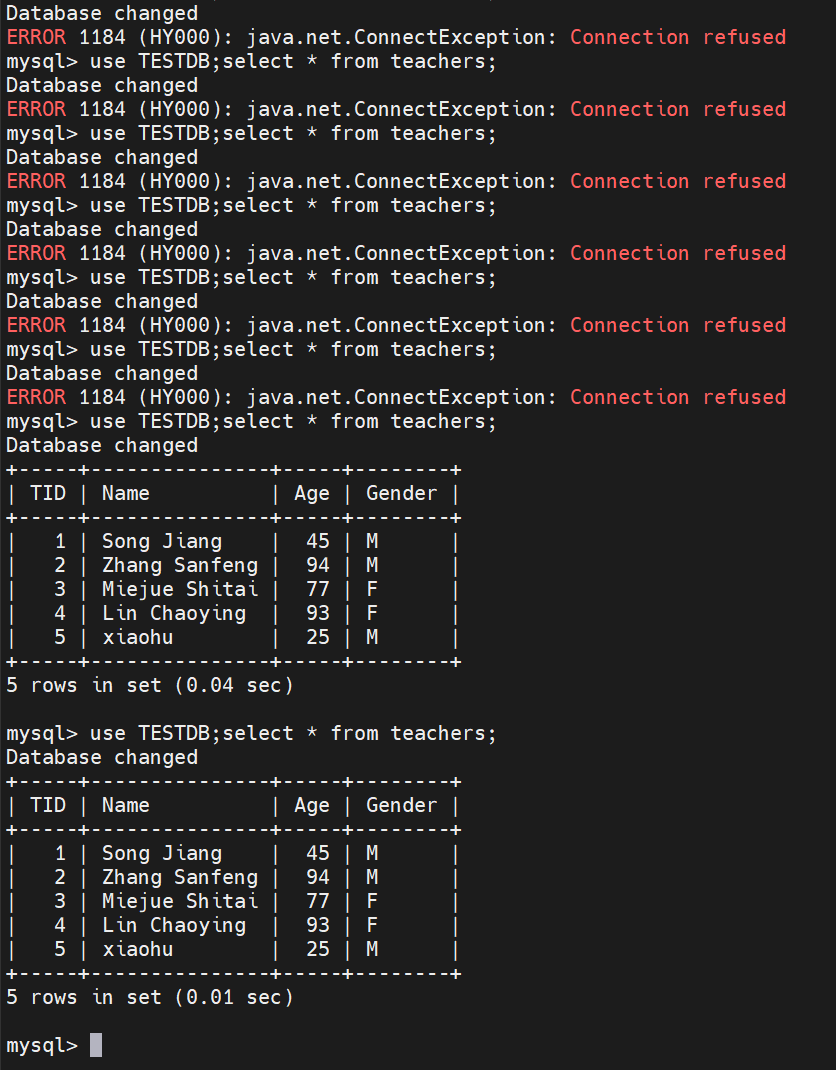 Database changed
ERROR 1184 (HY000): java.net.ConnectException: Connection refused
mysql> use TESTDB;select * from teachers;
Database changed
ERROR 1184 (HY000): java.net.ConnectException: Connection refused
mysql> use TESTDB;select * from teachers;
Database changed
ERROR 1184 (HY000): java.net.ConnectException: Connection refused
mysql> use TESTDB;select * from teachers;
Database changed
ERROR 1184 (HY000): java.net.ConnectException: Connection refused
mysql> use TESTDB;select * from teachers;
Database changed
ERROR 1184 (HY000): java.net.ConnectException: Connection refused
mysql> use TESTDB;select * from teachers;
Database changed
ERROR 1184 (HY000): java.net.ConnectException: Connection refused
mysql> use TESTDB;select * from teachers;
Database changed
+-----+---------------+-----+--------+
| TID | Name          | Age | Gender |
+-----+---------------+-----+--------+
|   1 | Song Jiang    |  45 | M      |
|   2 | Zhang Sanfeng |  94 | M      |
|   3 | Miejue Shitai |  77 | F      |
|   4 | Lin Chaoying  |  93 | F      |
|   5 | xiaohu        |  25 | M      |
+-----+---------------+-----+--------+
5 rows in set (0.04 sec)
mysql> use TESTDB;select * from teachers;
Database changed
+-----+---------------+-----+--------+
| TID | Name          | Age | Gender |
+-----+---------------+-----+--------+
|   1 | Song Jiang    |  45 | M      |
|   2 | Zhang Sanfeng |  94 | M      |
|   3 | Miejue Shitai |  77 | F      |
|   4 | Lin Chaoying  |  93 | F      |
|   5 | xiaohu        |  25 | M      |
+-----+---------------+-----+--------+
5 rows in set (0.01 sec)
mysql>